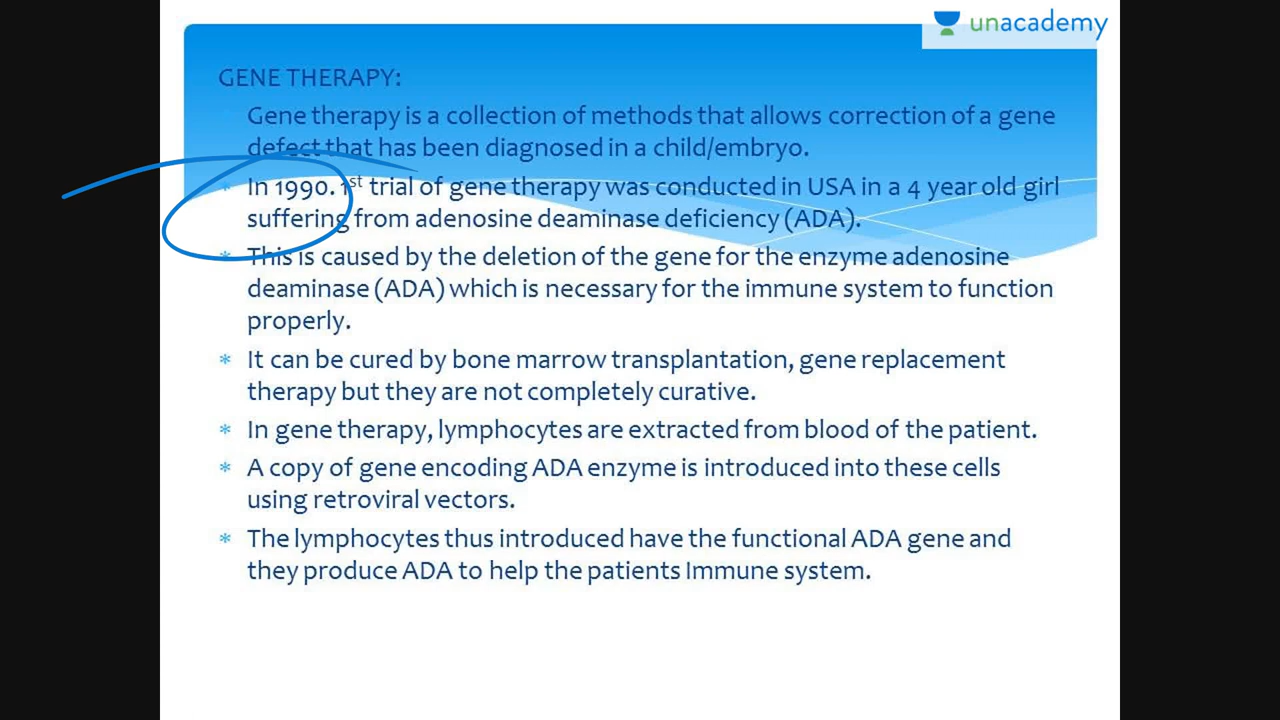 unacademy
GENE THERAPY:
Gene therapy is a collection of methods that allows correction of a gene
defect that has been diagnosed in a child/embryo.
* In 1990. 1st trial of gene therapy was conducted in USA in a 4 year old girl
suffering from adenosine deaminase deficiency (ADA).
* This is caused by the deletion of the gene for the enzyme adenosine
deaminase (ADA) which is necessary for the immune system to function
properly.
* It can be cured by bone marrow transplantation, gene replacement
therapy but they are not completely curative.
* In gene therapy, lymphocytes are extracted from blood of the patient.
* A copy of gene encoding ADA enzyme is introduced into these cells
using retroviral vectors.
* The lymphocytes thus introduced have the functional ADA gene and
they produce ADA to help the patients Immune system.